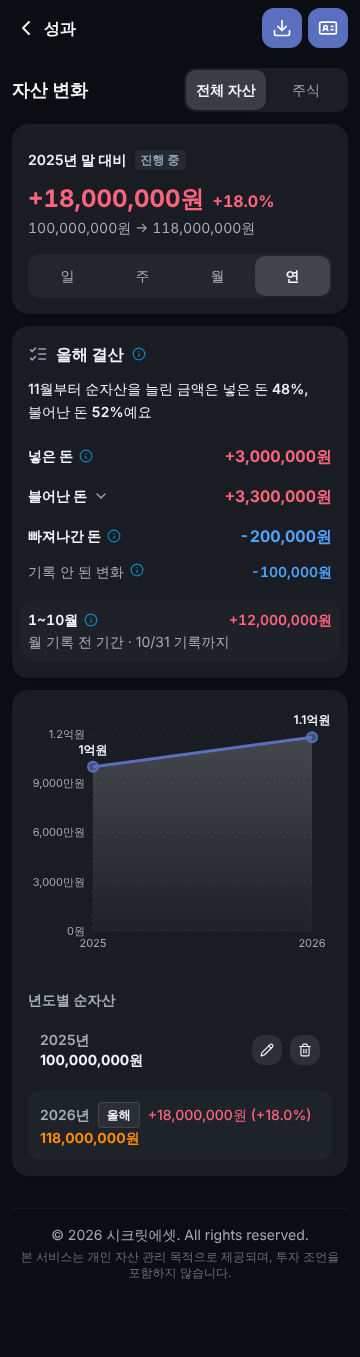 성과
자산 변화
전체 자산 주식
2025년 말 대비 진행 중
+18,000,000원 +18.0%
100,000,000원 → 118,000,000원
일 주 월 연
올해 결산
11월부터 순자산을 늘린 금액은 넣은 돈 48%,
불어난 돈 52%예요
넣은 돈 +3,000,000원
불어난 돈 +3,300,000원
빠져나간 돈 -200,000원
기록 안 된 변화 -100,000원
1~10월 +12,000,000원
월 기록 전 기간 · 10/31 기록까지
1.1억원
1.2억원
1억원
9,000만원
6,000만원
3,000만원
0원
2025 2026
년도별 순자산
2025년
100,000,000원
2026년 올해 +18,000,000원 (+18.0%)
118,000,000원
© 2026 시크릿에셋. All rights reserved.
본 서비스는 개인 자산 관리 목적으로 제공되며, 투자 조언을
포함하지 않습니다.